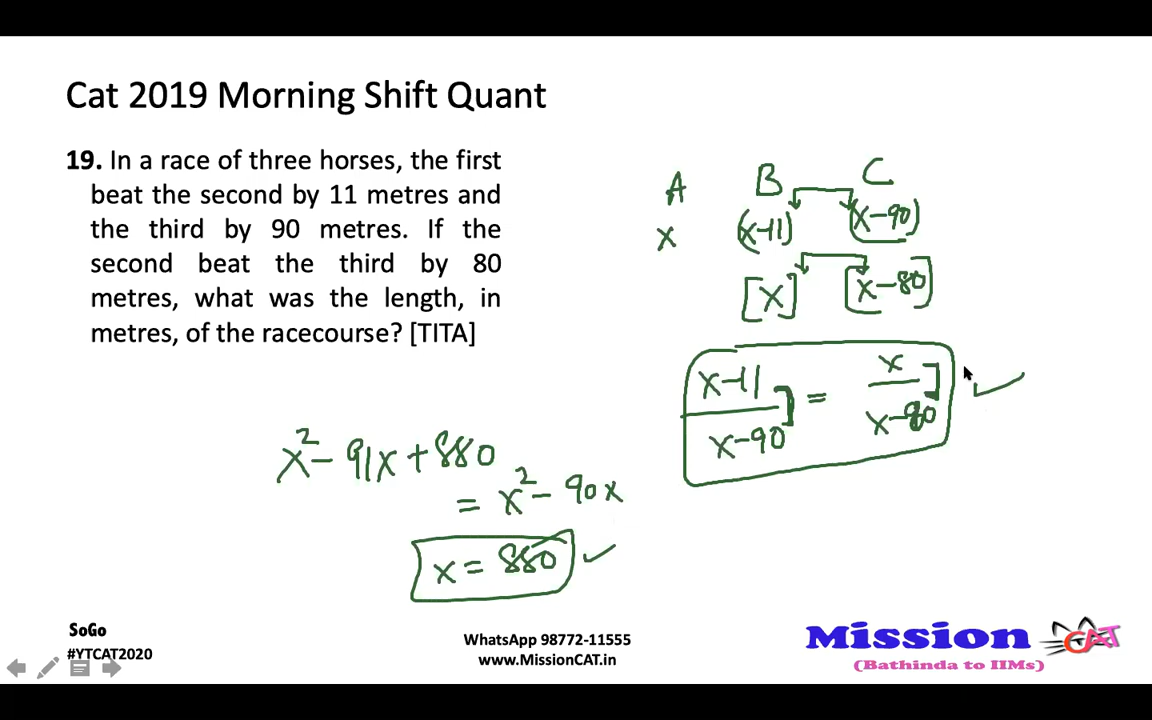 Cat 2019 Morning Shift Quant
19. In a race of three horses, the first
beat the second by 11 metres and
the third by 90 metres. If the
second beat the third by 80
metres, what was the length, in
metres, of the racecourse? [TITA]
A B C
x (x-11) (x-90)
[x] [x-80]
x-11 / x-90 ] = x / x-80 ]
x² - 91x + 880
= x² - 90x
x = 880
SoGo
#YTCAT2020
WhatsApp 98772-11555
www.MissionCAT.in
Mission CAT
(Bathinda to IIMs)